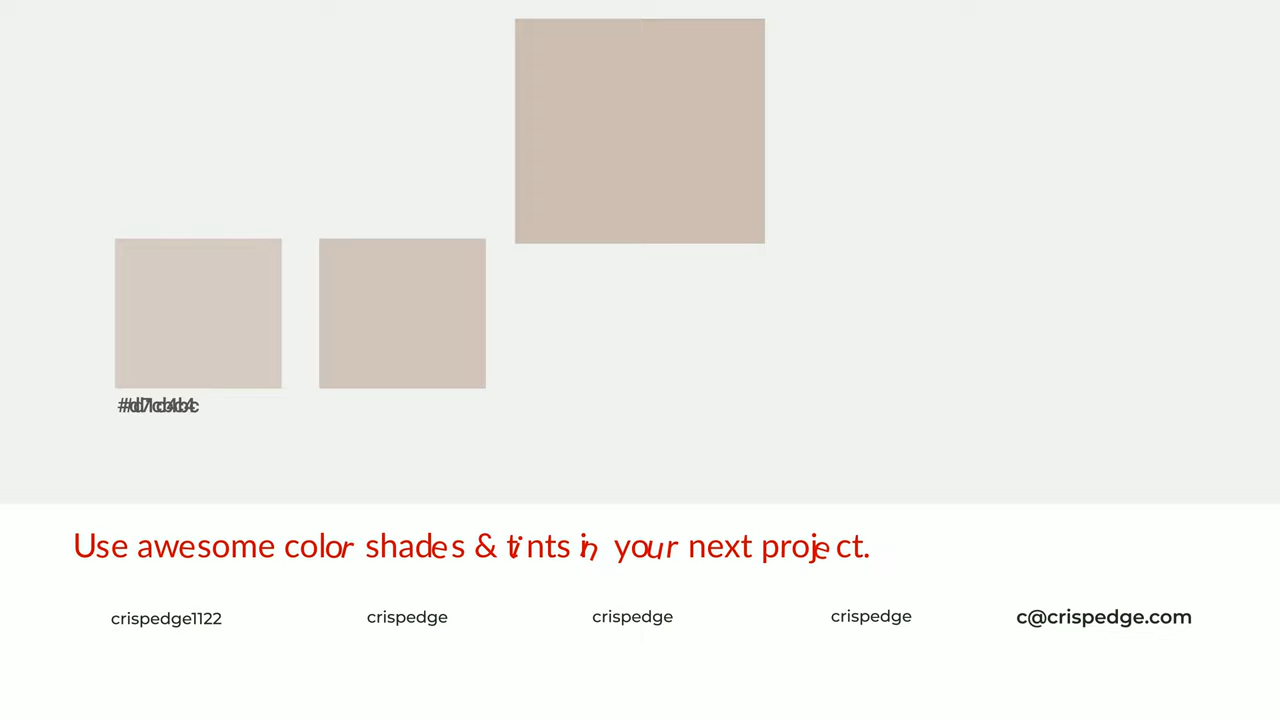 Use awesome color shades & tints in your next project.
crispedge1122 crispedge crispedge crispedge c@crispedge.com